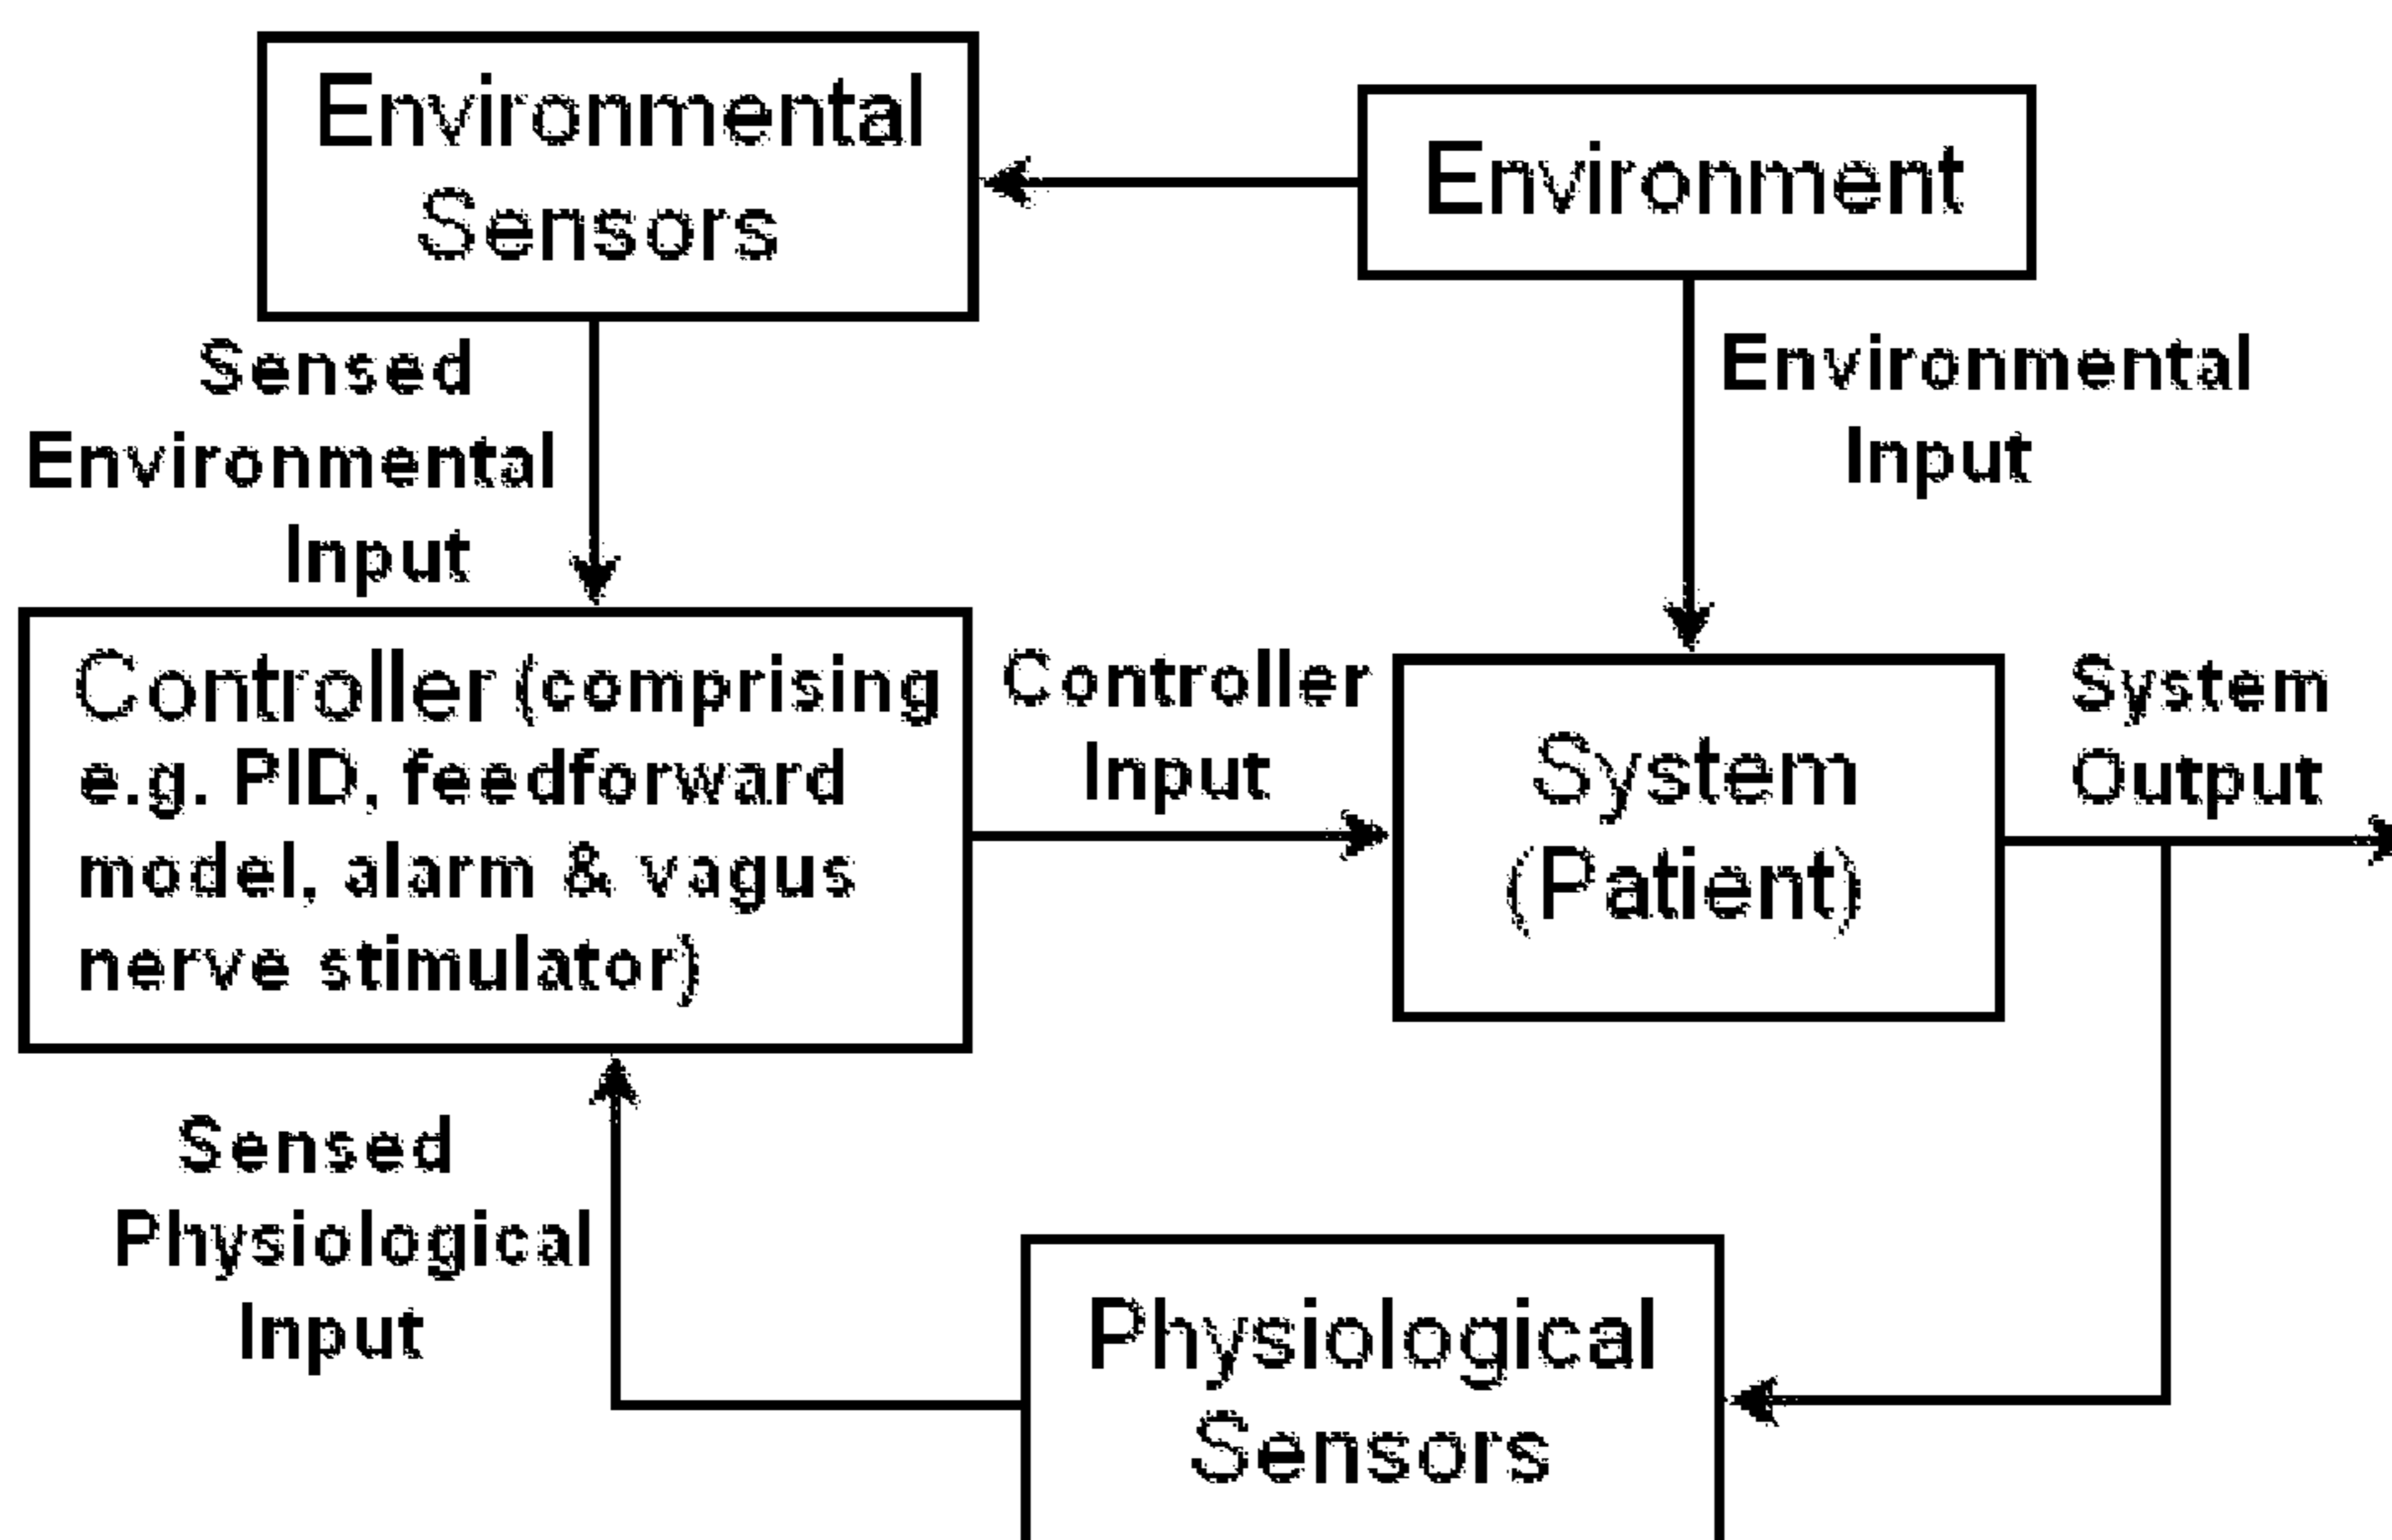 Environmental
Sensors
Environment
Sensed
Environmental
Input
Environmental
Input
Controller (comprising
e.g. PID, feedforward
model, alarm & vagus
nerve stimulator)
Controller
Input
System
(Patient)
System
Output
Sensed
Physiological
Input
Physiological
Sensors